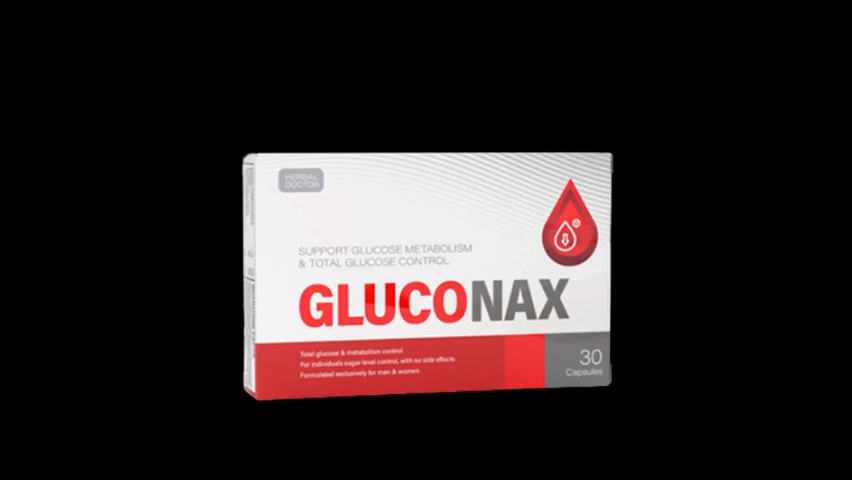 HERBAL
DOCTOR
SUPPORT GLUCOSE METABOLISM
& TOTAL GLUCOSE CONTROL
GLUCONAX
Total glucose & metabolism control
For individuals sugar level control, with no side effects
Formulated exclusively for men & women
30
Capsules